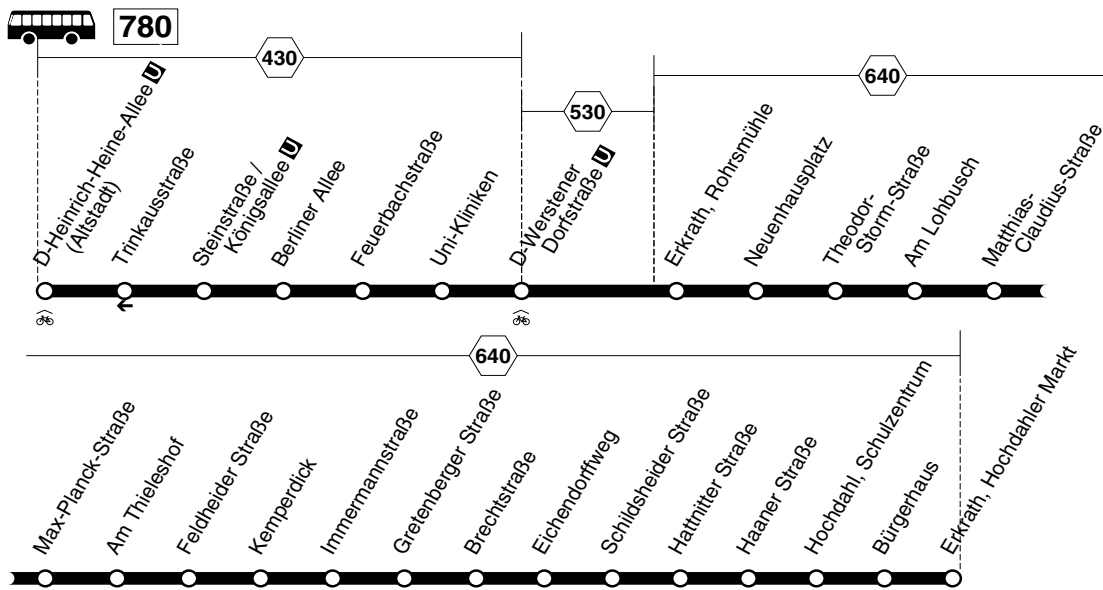 780
430
530
640
D-Heinrich-Heine-Allee U
(Altstadt)
Trinkausstraße
Steinstraße /
Königsallee U
Berliner Allee
Feuerbachstraße
Uni-Kliniken
D-Werstener
Dorfstraße U
Erkrath, Rohrsmühle
Neuenhausplatz
Theodor-
Storm-Straße
Am Lohbusch
Matthias-
Claudius-Straße
640
Max-Planck-Straße
Am Thieleshof
Feldheider Straße
Kemperdick
Immermannstraße
Gretenberger Straße
Brechtstraße
Eichendorffweg
Schildsheider Straße
Hattnitter Straße
Haaner Straße
Hochdahl, Schulzentrum
Bürgerhaus
Erkrath, Hochdahler Markt